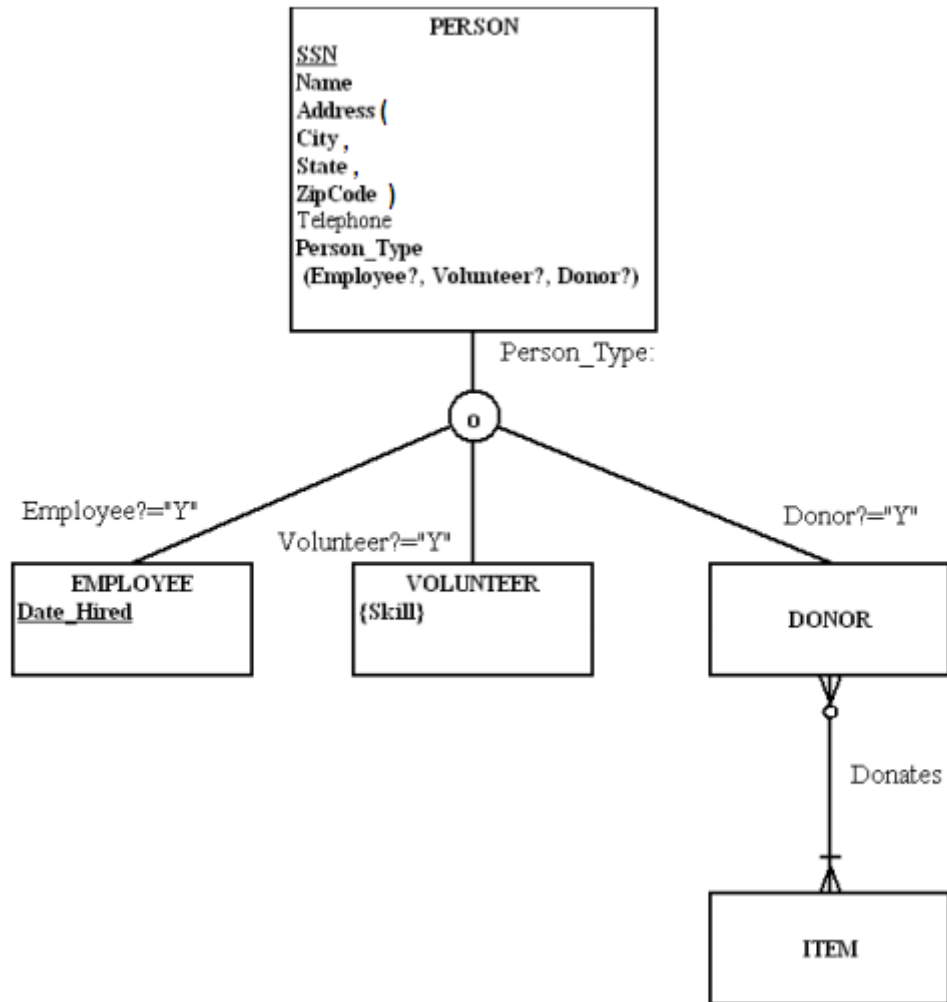 PERSON
SSN
Name
Address (
City ,
State ,
ZipCode )
Telephone
Person_Type
(Employee?, Volunteer?, Donor?)
Person_Type:
o
Employee?="Y"
Volunteer?="Y"
Donor?="Y"
EMPLOYEE
Date_Hired
VOLUNTEER
{Skill}
DONOR
Donates
ITEM